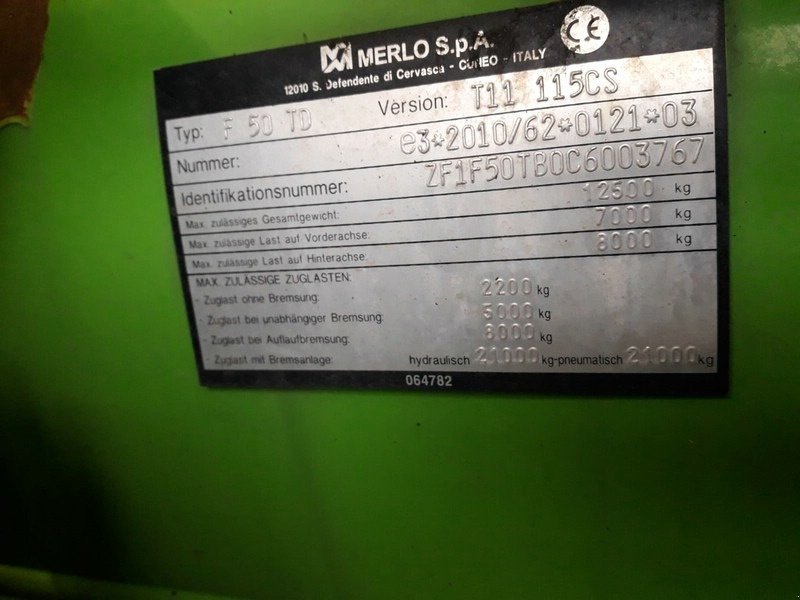 MERLO S.p.A.
CE
12010 S. Defendente di Cervasca - CUNEO - ITALY
Typ: F 50 TD Version: T11 115CS
Nummer: e3*2010/62*0121*03
Identifikationsnummer: ZF1F50TB0C6003767
Max. zulässiges Gesamtgewicht: 12500 kg
Max. zulässige Last auf Vorderachse: 7000 kg
Max. zulässige Last auf Hinterachse: 8000 kg
MAX. ZULÄSSIGE ZUGLASTEN:
- Zuglast ohne Bremsung: 2200 kg
- Zuglast bei unabhängiger Bremsung: kg
- Zuglast bei Auflaufbremsung: 8000 kg
- Zuglast mit Bremsanlage: hydraulisch 21000 kg-pneumatisch 21000 kg
064782